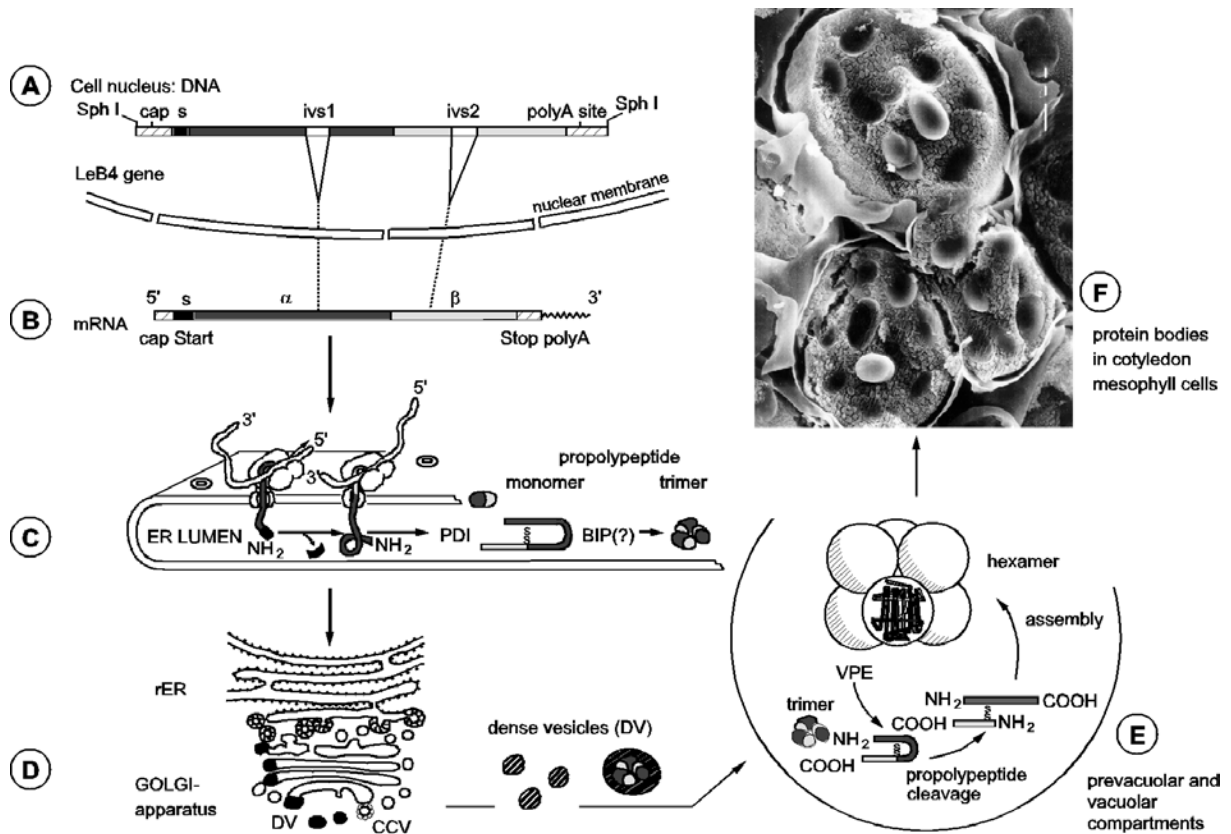 A
Cell nucleus: DNA
Sph I
cap
s
ivs1
ivs2
polyA site
Sph I
LeB4 gene
nuclear membrane
B
5'
s
α
β
3'
mRNA
cap Start
Stop polyA
C
3'
5'
3'
5'
propolypeptide
monomer
trimer
ER LUMEN
NH2
NH2
PDI
S
S
BIP(?)
D
rER
GOLGI-
apparatus
DV
CCV
dense vesicles (DV)
E
hexamer
assembly
VPE
NH2
COOH
COOH
NH2
trimer
NH2
COOH
propolypeptide
cleavage
prevacuolar and
vacuolar
compartments
F
protein bodies
in cotyledon
mesophyll cells